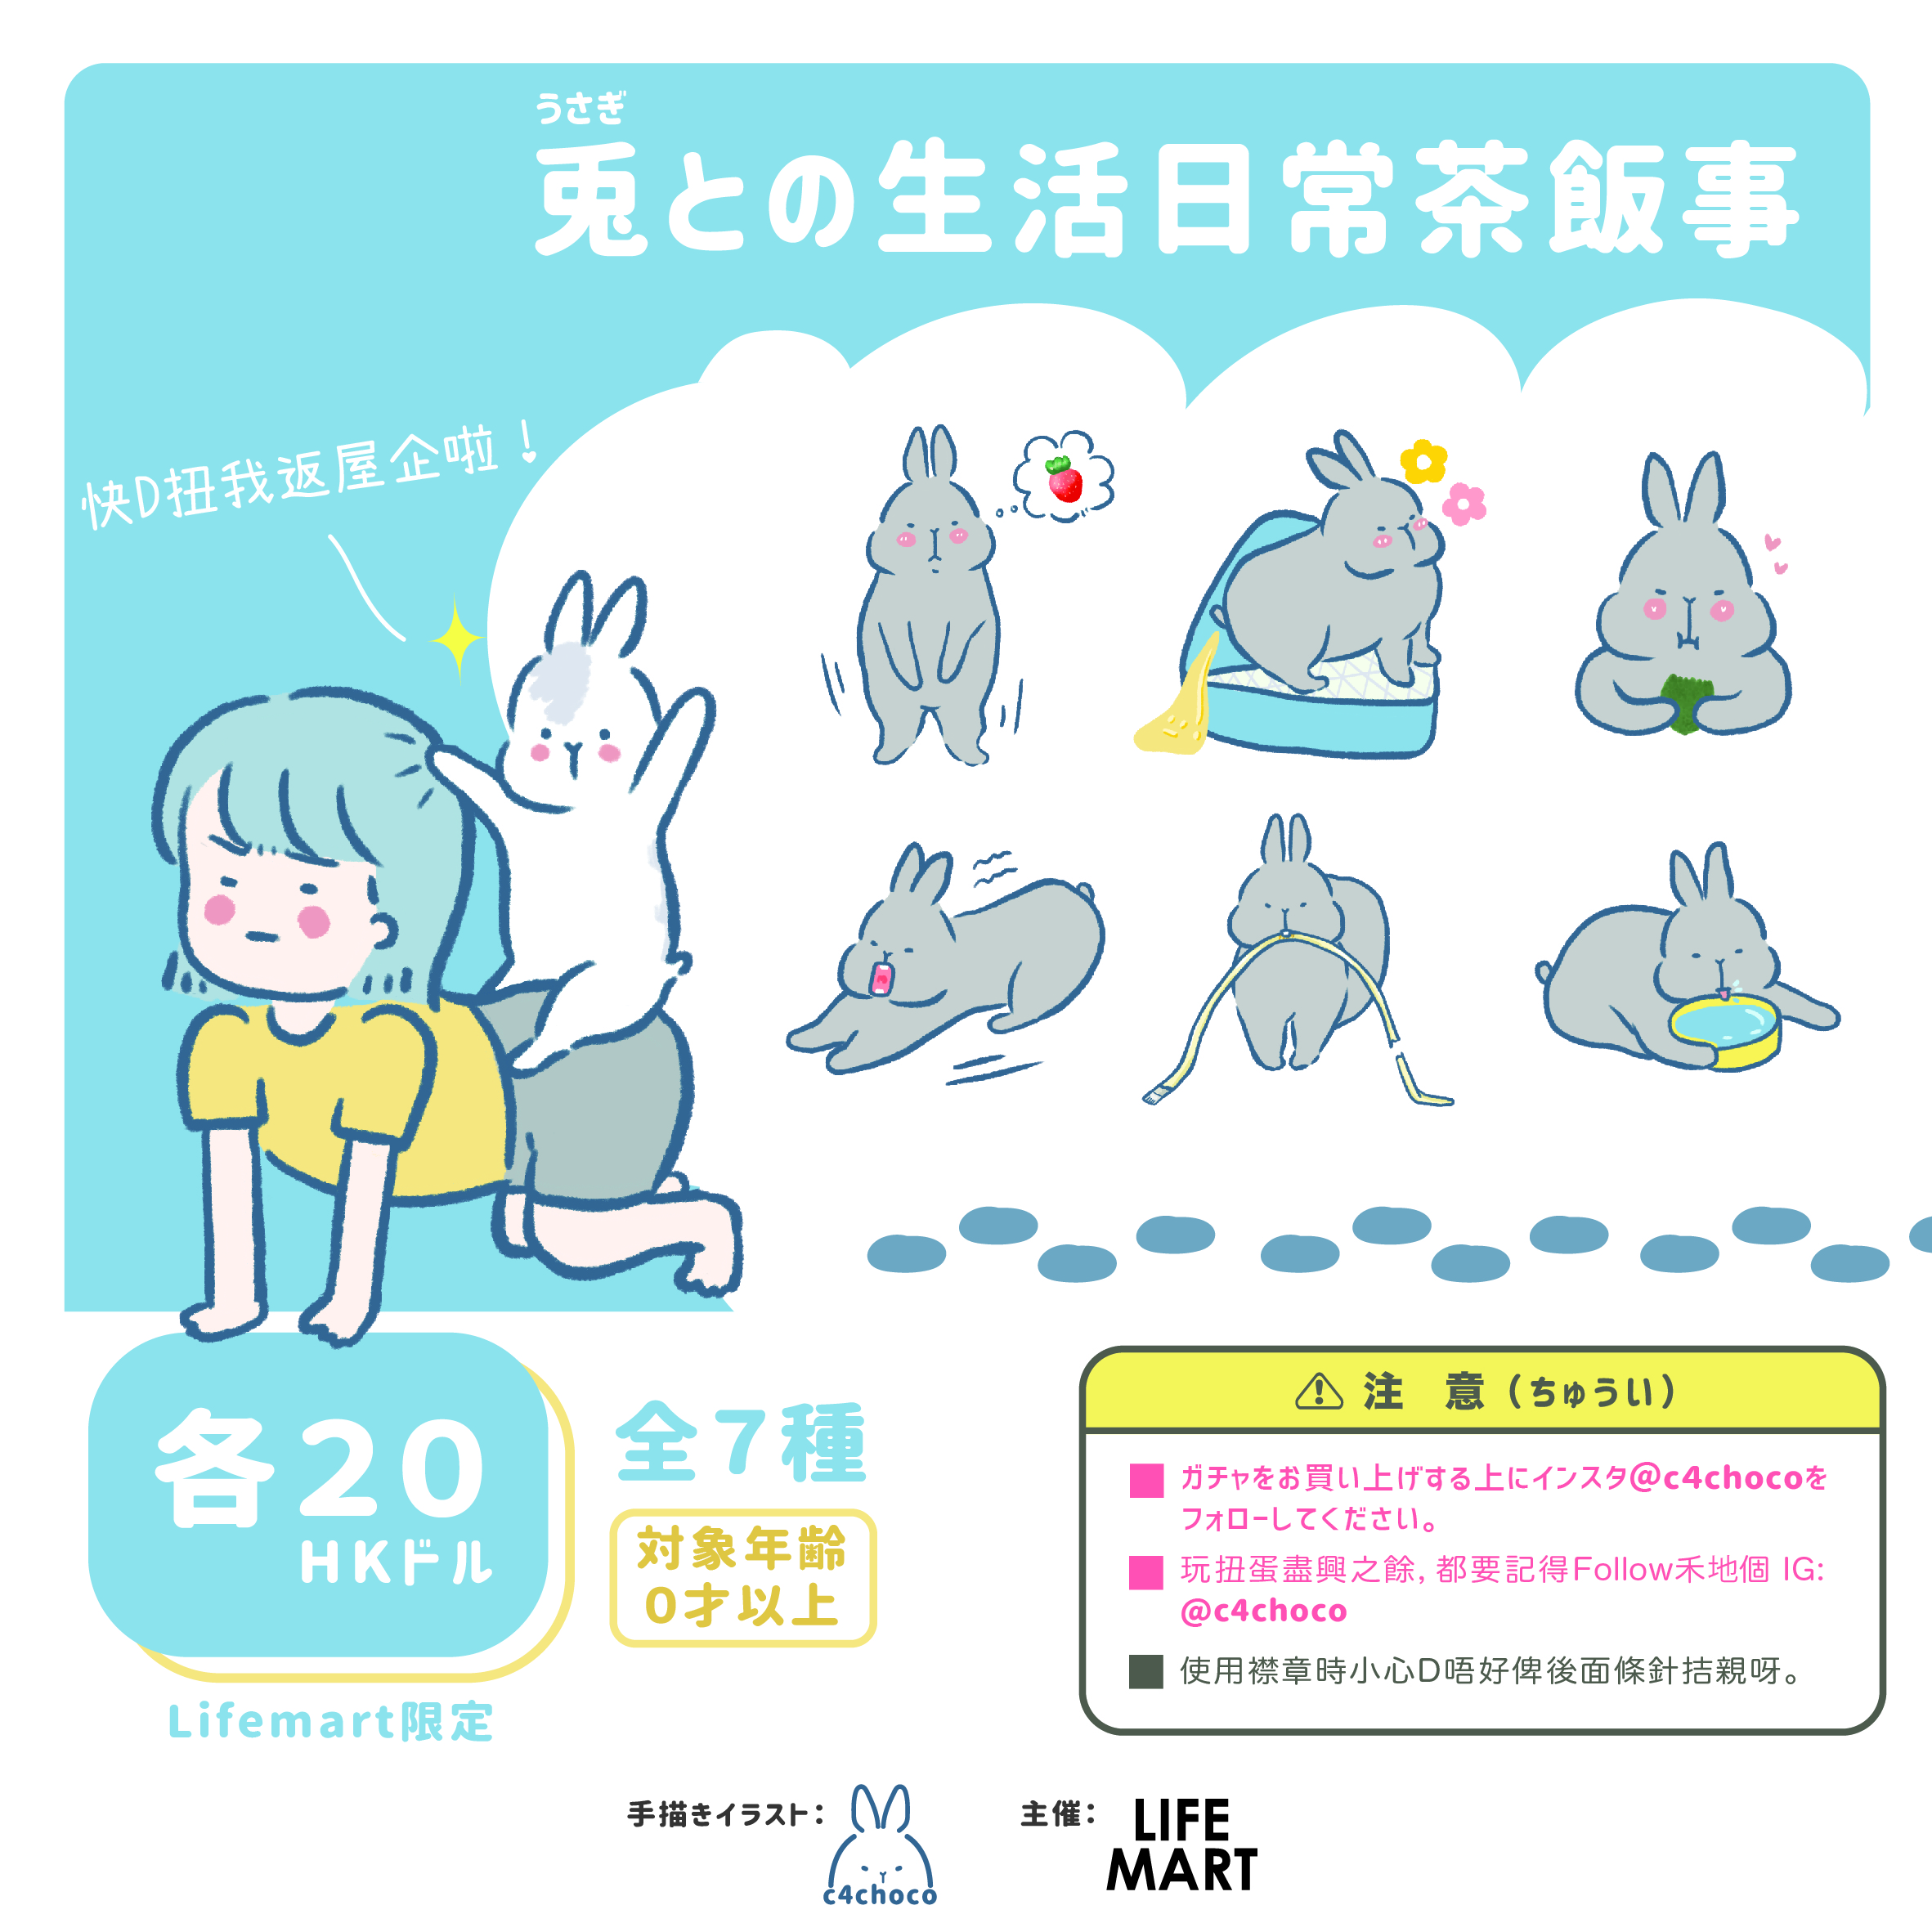 うさぎ
兎との生活日常茶飯事
快D扭我返屋企啦！
各20
HKドル
Lifemart限定
全7種
対象年齢
0才以上
注　意（ちゅうい）
ガチャをお買い上げする上にインスタ@c4chocoを
フォローしてください。
玩扭蛋盡興之餘，都要記得Follow禾地個 IG:
@c4choco
使用襟章時小心D唔好俾後面條針拮親呀。
手描きイラスト：
c4choco
主催：
LIFE
MART